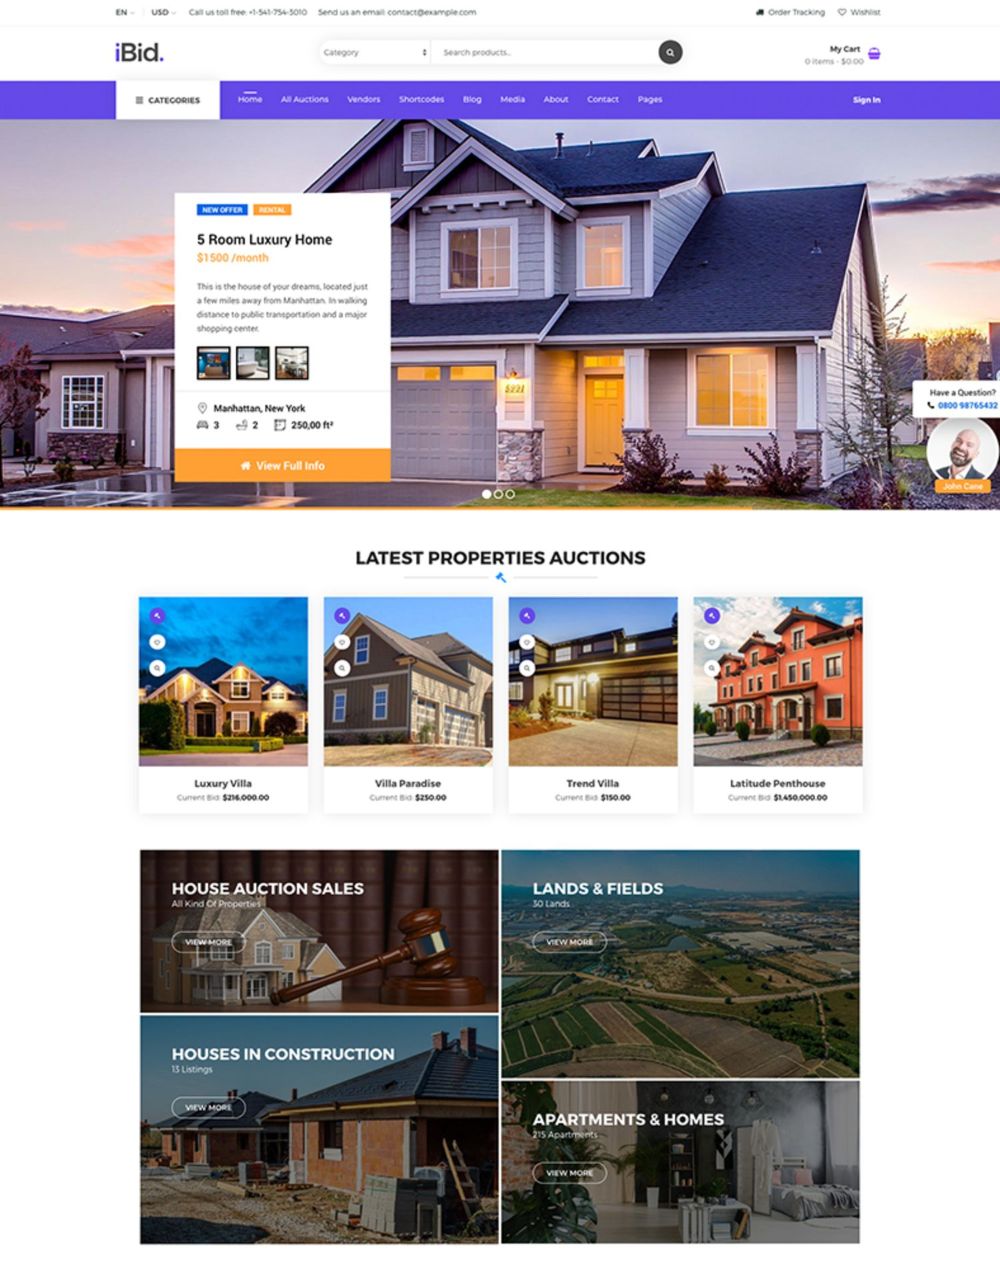 EN USD Call us toll free: +1-541-754-3010 Send us an email: contact@example.com Order Tracking Wishlist
iBid.
Category Search products..
My Cart
0 items - $0.00
CATEGORIES Home All Auctions Vendors Shortcodes Blog Media About Contact Pages Sign In
NEW OFFER RENTAL
5 Room Luxury Home
$1500 /month
This is the house of your dreams, located just
a few miles away from Manhattan. In walking
distance to public transportation and a major
shopping center.
Manhattan, New York
3 2 250,00 ft²
View Full Info
5221
Have a Question?
0800 98765432
John Cane
LATEST PROPERTIES AUCTIONS
Luxury Villa
Current Bid: $216,000.00
Villa Paradise
Current Bid: $250.00
Trend Villa
Current Bid: $150.00
Latitude Penthouse
Current Bid: $1,450,000.00
HOUSE AUCTION SALES
All Kind Of Properties
VIEW MORE
LANDS & FIELDS
30 Lands
VIEW MORE
HOUSES IN CONSTRUCTION
13 Listings
VIEW MORE
APARTMENTS & HOMES
215 Apartments
VIEW MORE